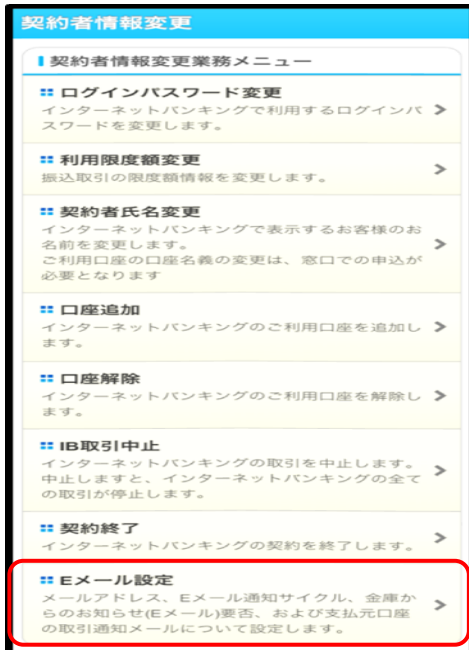 契約者情報変更
契約者情報変更業務メニュー
ログインパスワード変更
インターネットバンキングで利用するログインパ
スワードを変更します。
利用限度額変更
振込取引の限度額情報を変更します。
契約者氏名変更
インターネットバンキングで表示するお客様のお
名前を変更します。
ご利用口座の口座名義の変更は、窓口での申込が
必要となります
口座追加
インターネットバンキングのご利用口座を追加し
ます。
口座解除
インターネットバンキングのご利用口座を解除し
ます。
IB取引中止
インターネットバンキングの取引を中止します。
中止しますと、インターネットバンキングの全て
の取引が停止します。
契約終了
インターネットバンキングの契約を終了します。
Eメール設定
メールアドレス、Eメール通知サイクル、金庫か
らのお知らせ(Eメール)要否、および支払元口座
の取引通知メールについて設定します。